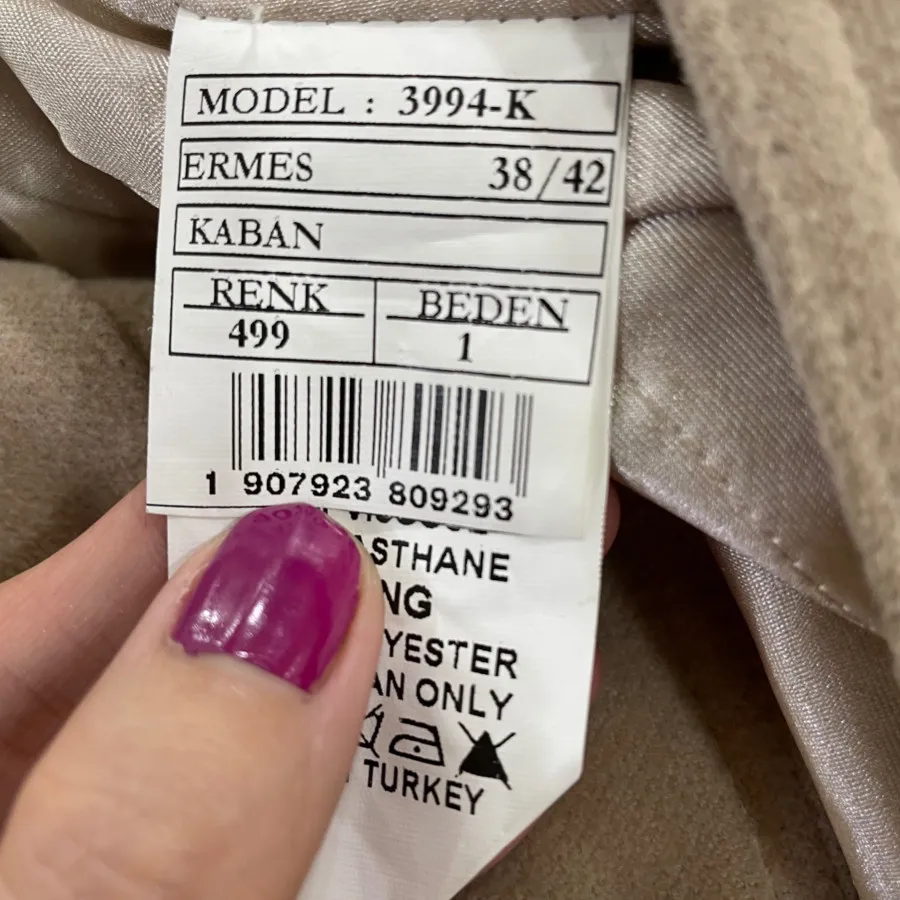 MODEL : 3994-K
ERMES 38/42
KABAN
RENK BEDEN
499 1
1 907923 809293
ASTHANE
NG
YESTER
AN ONLY
TURKEY